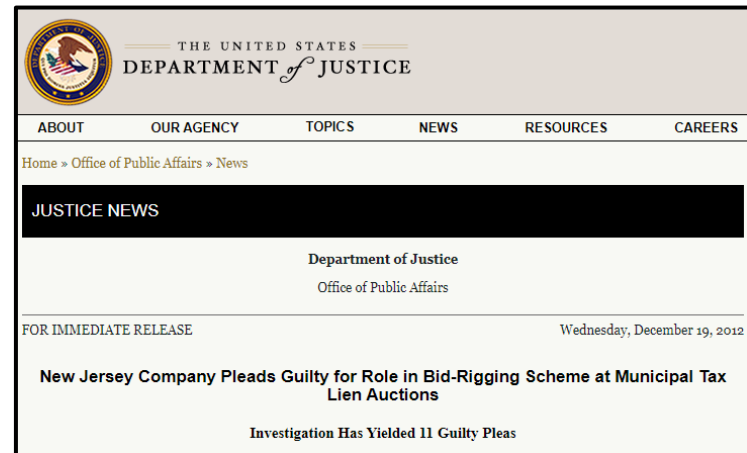 THE UNITED STATES
DEPARTMENT of JUSTICE
ABOUT OUR AGENCY TOPICS NEWS RESOURCES CAREERS
Home » Office of Public Affairs » News
JUSTICE NEWS
Department of Justice
Office of Public Affairs
FOR IMMEDIATE RELEASE Wednesday, December 19, 2012
New Jersey Company Pleads Guilty for Role in Bid-Rigging Scheme at Municipal Tax
Lien Auctions
Investigation Has Yielded 11 Guilty Pleas